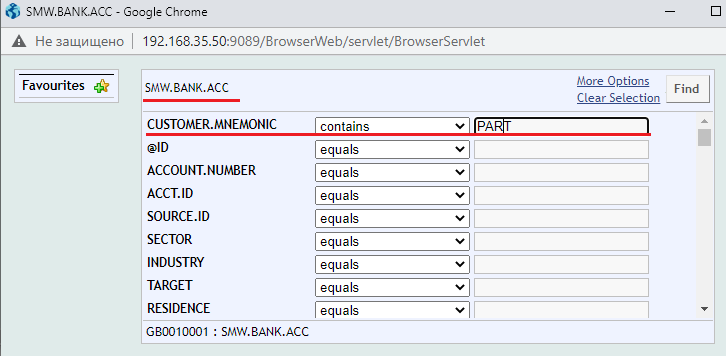 SMW.BANK.ACC - Google Chrome
Не защищено 192.168.35.50:9089/BrowserWeb/servlet/BrowserServlet
Favourites
SMW.BANK.ACC
More Options
Clear Selection
Find
CUSTOMER.MNEMONIC contains PART
@ID equals
ACCOUNT.NUMBER equals
ACCT.ID equals
SOURCE.ID equals
SECTOR equals
INDUSTRY equals
TARGET equals
RESIDENCE equals
GB0010001 : SMW.BANK.ACC